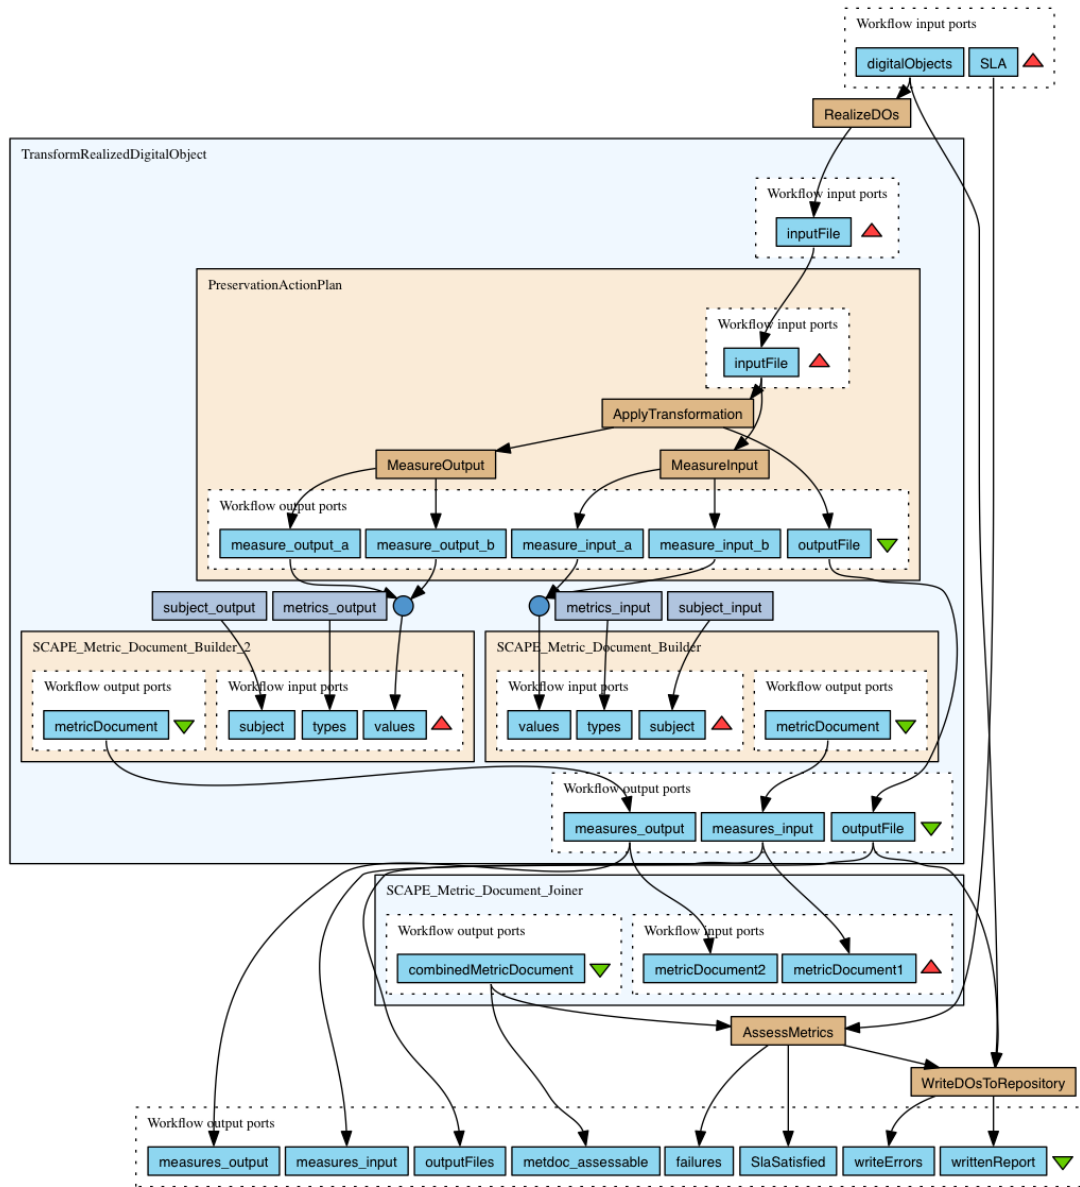 Workflow input ports
digitalObjects SLA
RealizeDOs
TransformRealizedDigitalObject
Workflow input ports
inputFile
PreservationActionPlan
Workflow input ports
inputFile
ApplyTransformation
MeasureOutput MeasureInput
Workflow output ports
measure_output_a measure_output_b measure_input_a measure_input_b outputFile
subject_output metrics_output metrics_input subject_input
SCAPE_Metric_Document_Builder_2 SCAPE_Metric_Document_Builder
Workflow output ports Workflow input ports Workflow input ports Workflow output ports
metricDocument subject types values values types subject metricDocument
Workflow output ports
measures_output measures_input outputFile
SCAPE_Metric_Document_Joiner
Workflow output ports Workflow input ports
combinedMetricDocument metricDocument2 metricDocument1
AssessMetrics
WriteDOsToRepository
Workflow output ports
measures_output measures_input outputFiles metdoc_assessable failures SlaSatisfied writeErrors writtenReport